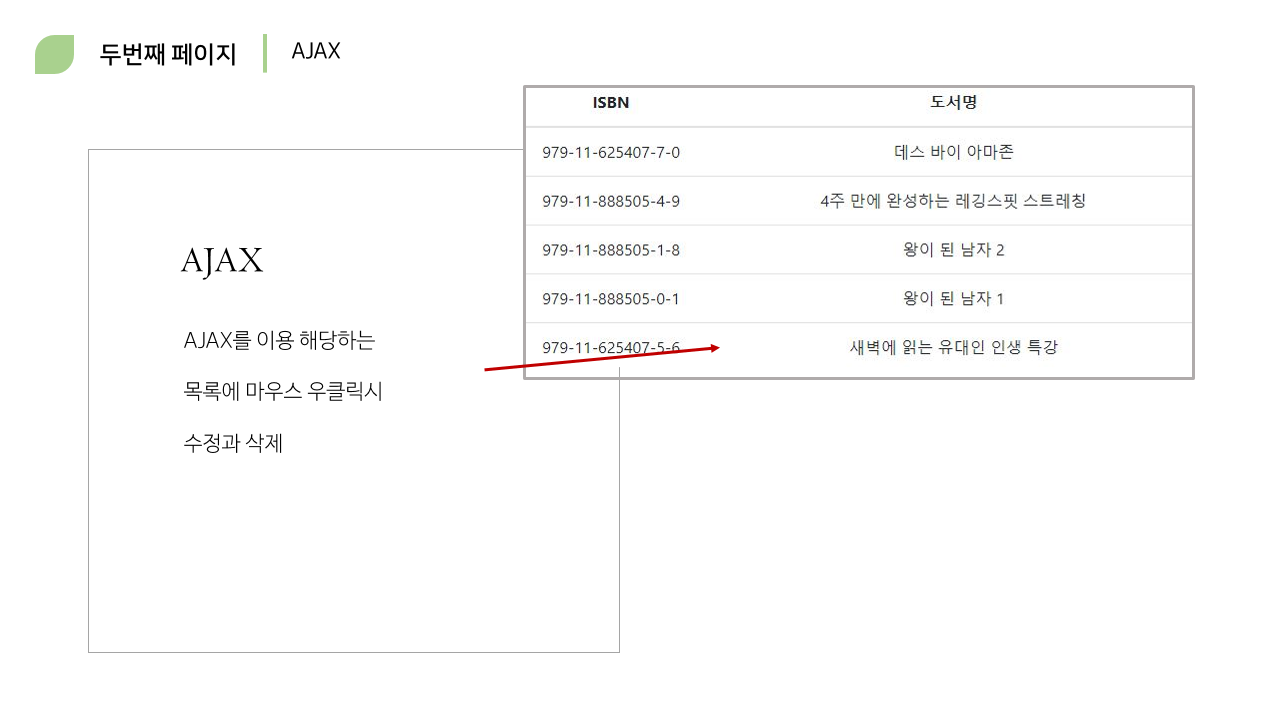 두번째 페이지 AJAX
ISBN 도서명
979-11-625407-7-0 데스 바이 아마존
979-11-888505-4-9 4주 만에 완성하는 레깅스핏 스트레칭
979-11-888505-1-8 왕이 된 남자 2
979-11-888505-0-1 왕이 된 남자 1
979-11-625407-5-6 새벽에 읽는 유대인 인생 특강
AJAX
AJAX를 이용 해당하는
목록에 마우스 우클릭시
수정과 삭제